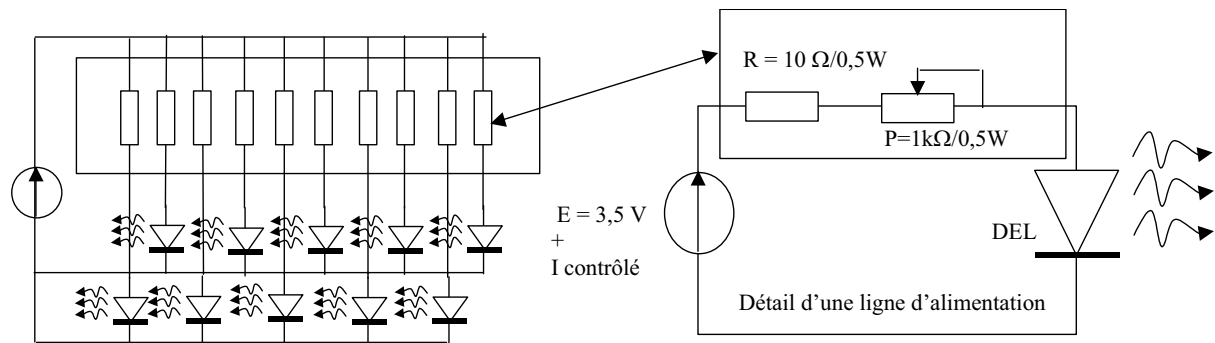 R = 10 Ω/0,5W
P=1kΩ/0,5W
E = 3,5 V
+
I contrôlé
DEL
Détail d’une ligne d’alimentation